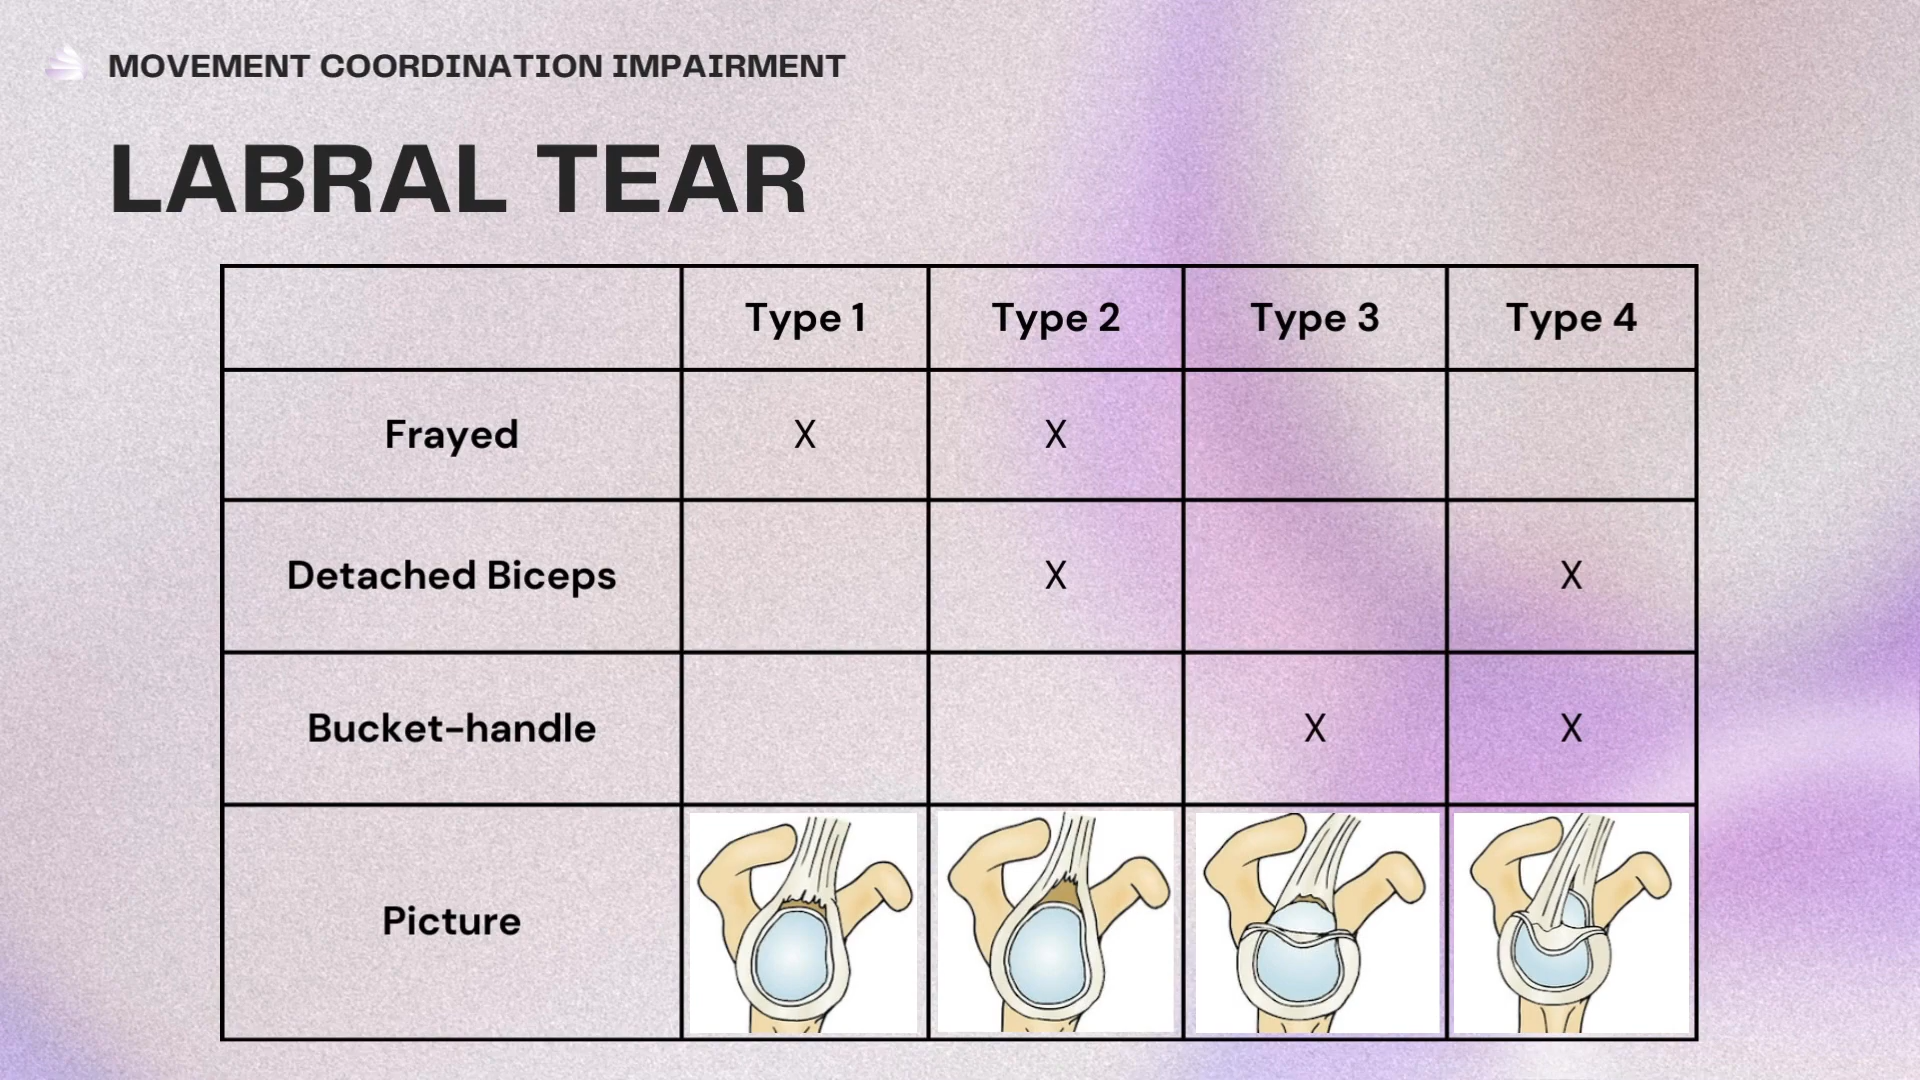 MOVEMENT COORDINATION IMPAIRMENT
LABRAL TEAR
Type 1 Type 2 Type 3 Type 4
Frayed X X
Detached Biceps X X
Bucket-handle X X
Picture